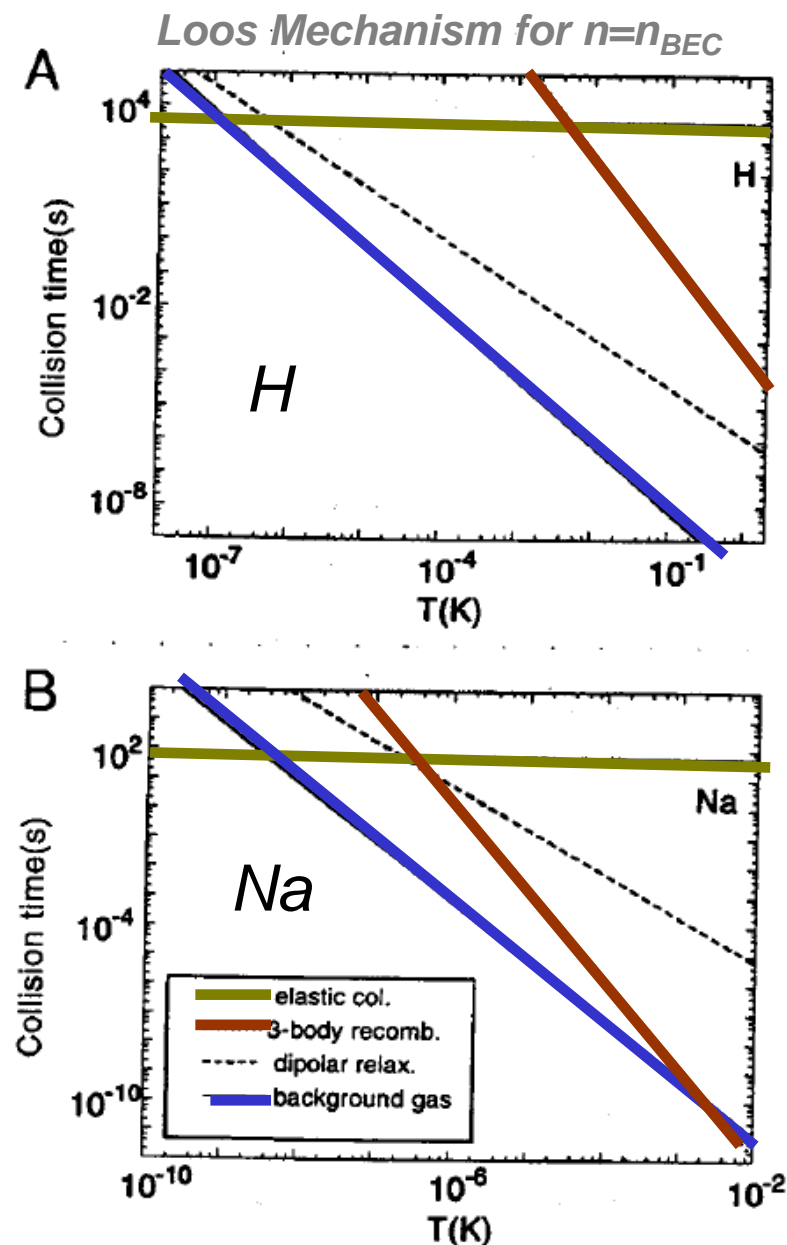 Loos Mechanism for n=n_BEC
A
10^4
H
Collision time(s)
10^-2
H
10^-8
10^-7 10^-4 10^-1
T(K)
B
10^2
Na
Collision time(s)
Na
10^-4
elastic col.
3-body recomb.
dipolar relax.
background gas
10^-10
10^-10 10^-6 10^-2
T(K)